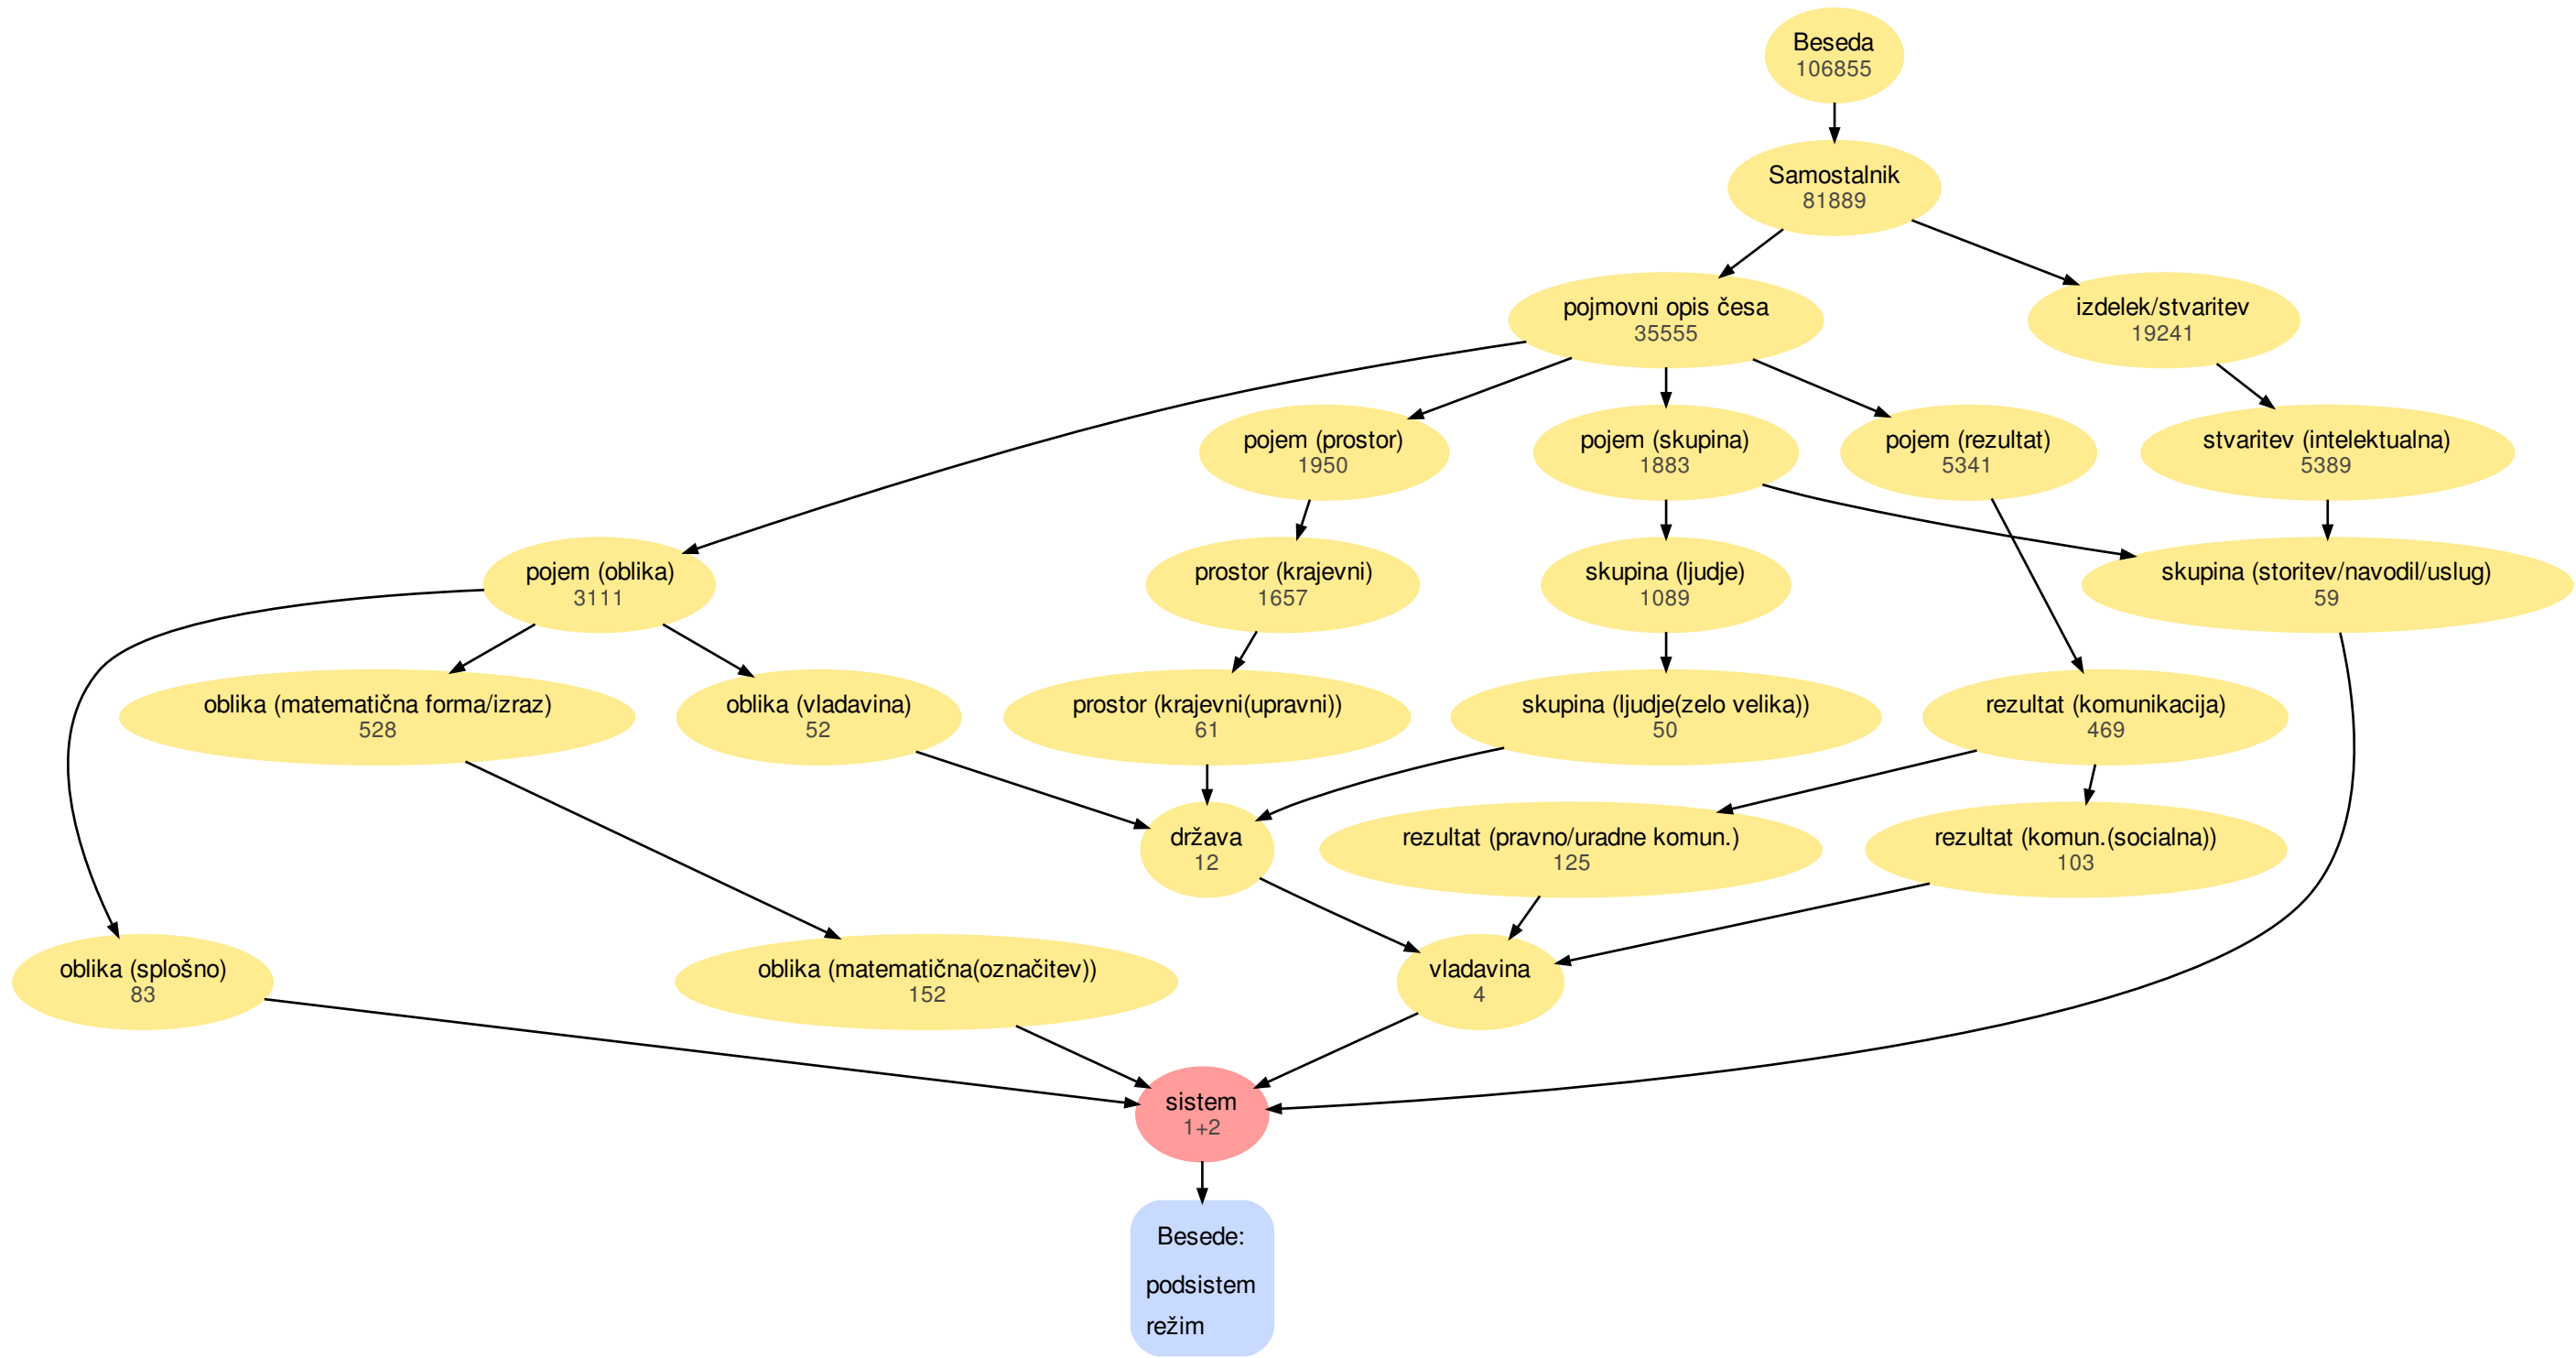 Beseda
106855
Samostalnik
81889
pojmovni opis česa
35555
izdelek/stvaritev
19241
pojem (prostor)
1950
pojem (skupina)
1883
pojem (rezultat)
5341
stvaritev (intelektualna)
5389
pojem (oblika)
3111
prostor (krajevni)
1657
skupina (ljudje)
1089
skupina (storitev/navodil/uslug)
59
oblika (matematična forma/izraz)
528
oblika (vladavina)
52
prostor (krajevni(upravni))
61
skupina (ljudje(zelo velika))
50
rezultat (komunikacija)
469
država
12
rezultat (pravno/uradne komun.)
125
rezultat (komun.(socialna))
103
oblika (splošno)
83
oblika (matematična(označitev))
152
vladavina
4
sistem
1+2
Besede:
podsistem
režim